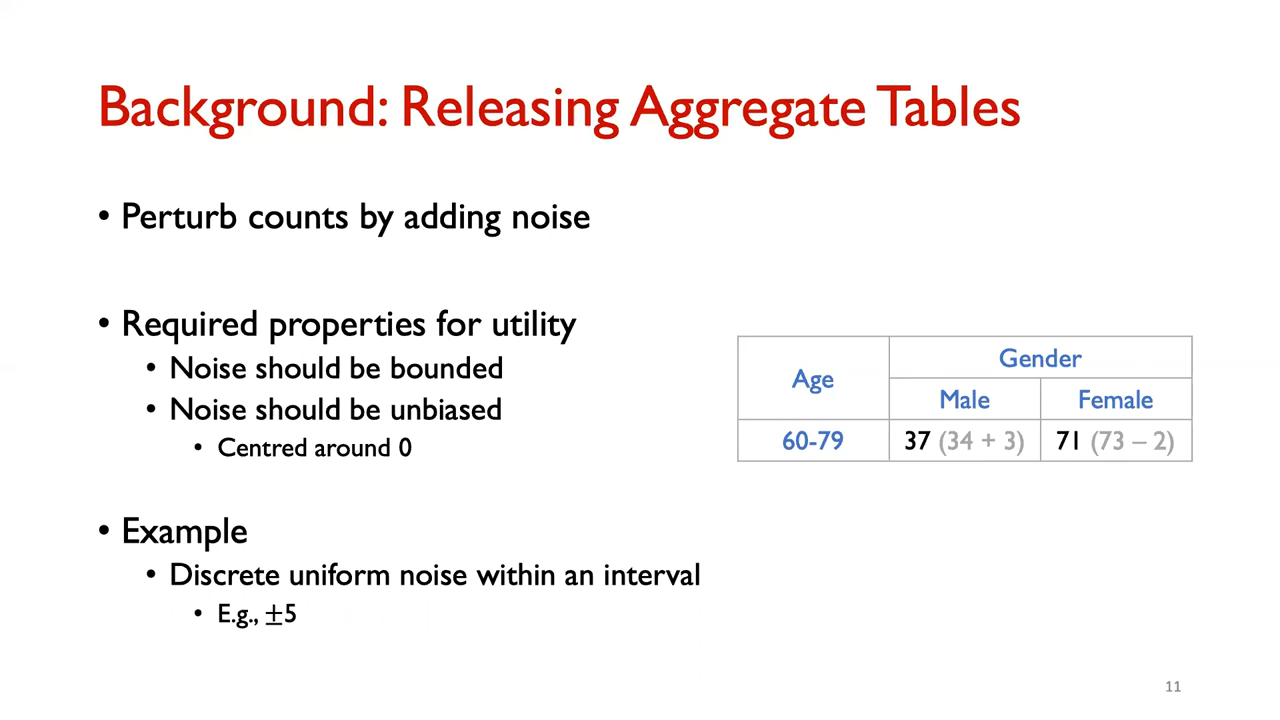 Background: Releasing Aggregate Tables
• Perturb counts by adding noise
• Required properties for utility
• Noise should be bounded
• Noise should be unbiased
• Centred around 0
• Example
• Discrete uniform noise within an interval
• E.g., ±5
Age
Gender
Male Female
60-79 37 (34 + 3) 71 (73 – 2)
11